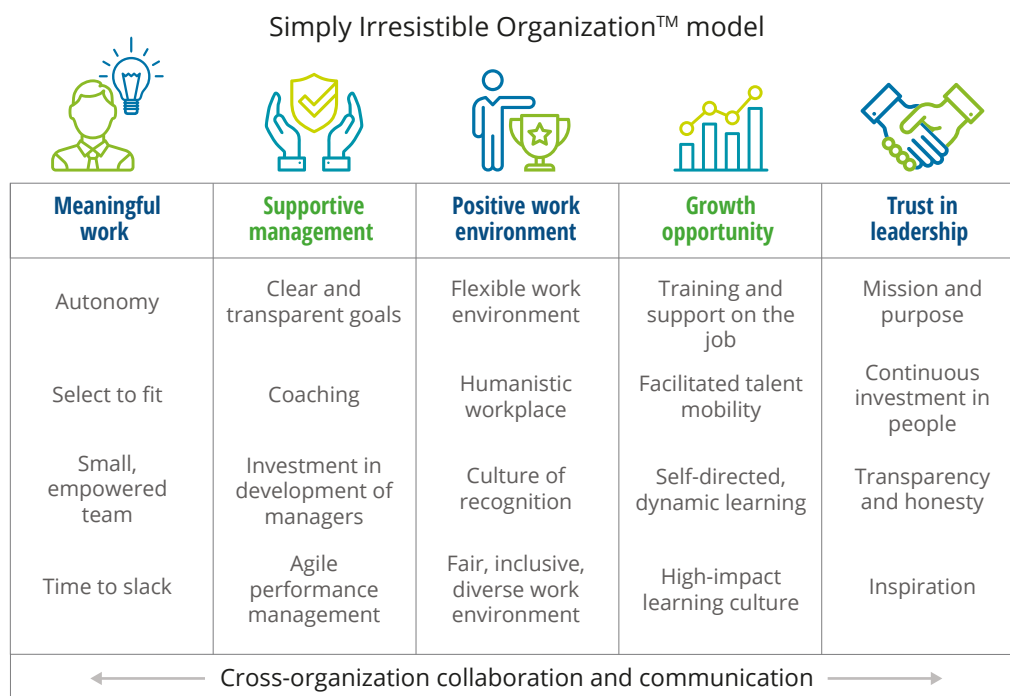 Simply Irresistible Organization™ model
Meaningful
work
Supportive
management
Positive work
environment
Growth
opportunity
Trust in
leadership
Autonomy
Clear and
transparent goals
Flexible work
environment
Training and
support on the
job
Mission and
purpose
Select to fit
Coaching
Humanistic
workplace
Facilitated talent
mobility
Continuous
investment in
people
Small,
empowered
team
Investment in
development of
managers
Culture of
recognition
Self-directed,
dynamic learning
Transparency
and honesty
Time to slack
Agile
performance
management
Fair, inclusive,
diverse work
environment
High-impact
learning culture
Inspiration
Cross-organization collaboration and communication